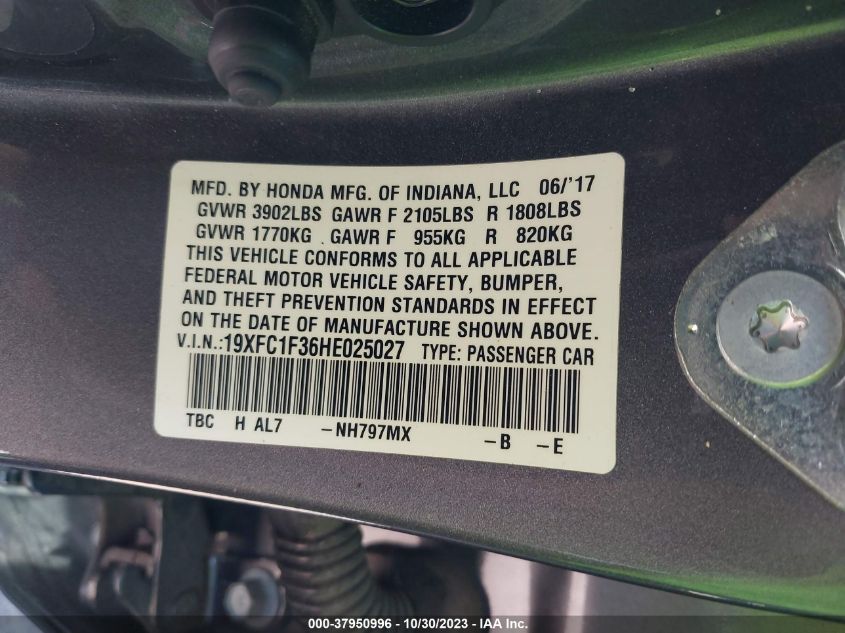 MFD. BY HONDA MFG. OF INDIANA, LLC 06/'17
GVWR 3902LBS GAWR F 2105LBS R 1808LBS
GVWR 1770KG GAWR F 955KG R 820KG
THIS VEHICLE CONFORMS TO ALL APPLICABLE
FEDERAL MOTOR VEHICLE SAFETY, BUMPER,
AND THEFT PREVENTION STANDARDS IN EFFECT
ON THE DATE OF MANUFACTURE SHOWN ABOVE.
V.I.N.:19XFC1F36HE025027 TYPE: PASSENGER CAR
TBC H AL7 -NH797MX -B -E
000-37950996 - 10/30/2023 - IAA Inc.